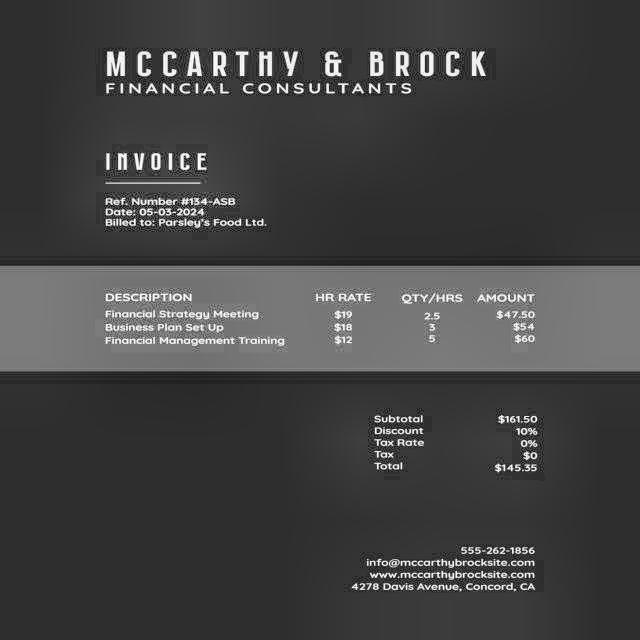 MCCARTHY & BROCK
FINANCIAL CONSULTANTS
INVOICE
Ref. Number #134-ASB
Date: 05-03-2024
Billed to: Parsley's Food Ltd.
DESCRIPTION HR RATE QTY/HRS AMOUNT
Financial Strategy Meeting $19 2.5 $47.50
Business Plan Set Up $18 3 $54
Financial Management Training $12 5 $60
Subtotal $161.50
Discount 10%
Tax Rate 0%
Tax $0
Total $145.35
555-262-1856
info@mccarthybrocksite.com
www.mccarthybrocksite.com
4278 Davis Avenue, Concord, CA